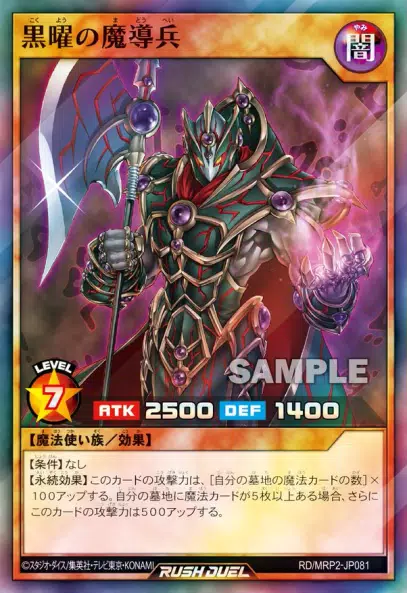 黒曜の魔導兵
闇
SAMPLE
LEVEL
7
ATK 2500 DEF 1400
【魔法使い族/効果】
【条件】なし
【永続効果】このカードの攻撃力は、[自分の墓地の魔法カードの数]×
100アップする。自分の墓地に魔法カードが5枚以上ある場合、さらに
このカードの攻撃力は500アップする。
©スタジオ・ダイス/集英社・テレビ東京・KONAMI
RUSH DUEL
RD/MRP2-JP081